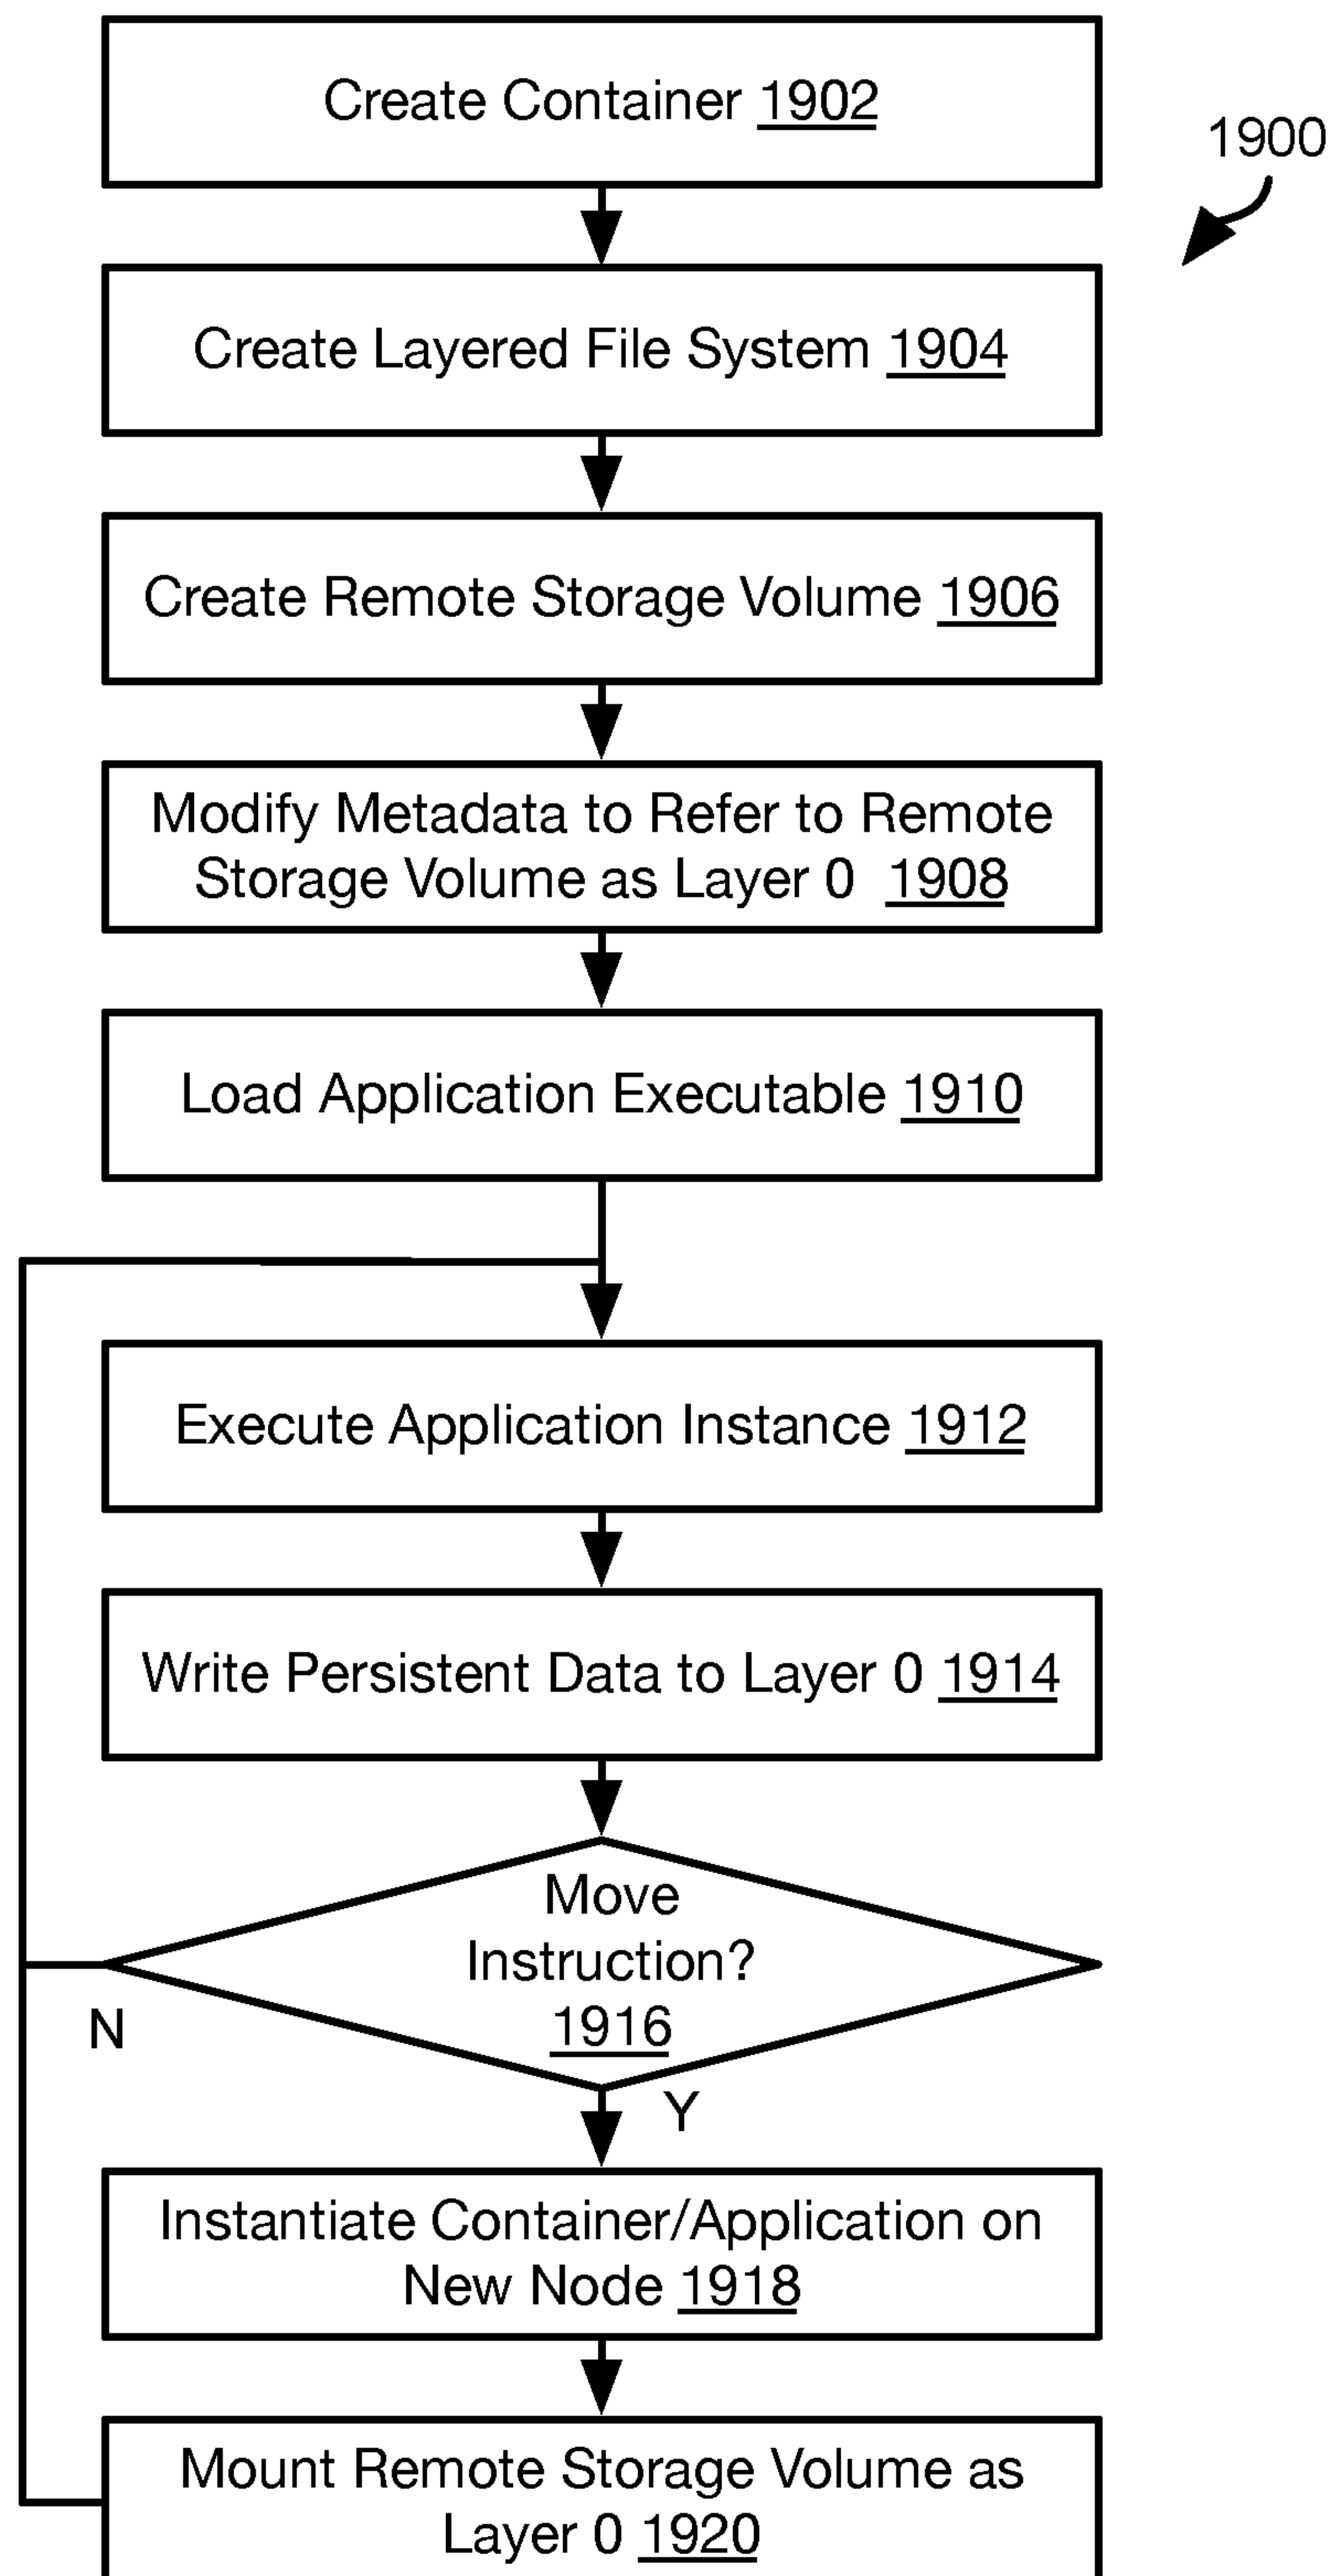 Create Container 1902
1900
Create Layered File System 1904
Create Remote Storage Volume 1906
Modify Metadata to Refer to Remote
Storage Volume as Layer 0 1908
Load Application Executable 1910
Execute Application Instance 1912
Write Persistent Data to Layer 0 1914
Move
Instruction?
1916
N
Y
Instantiate Container/Application on
New Node 1918
Mount Remote Storage Volume as
Layer 0 1920